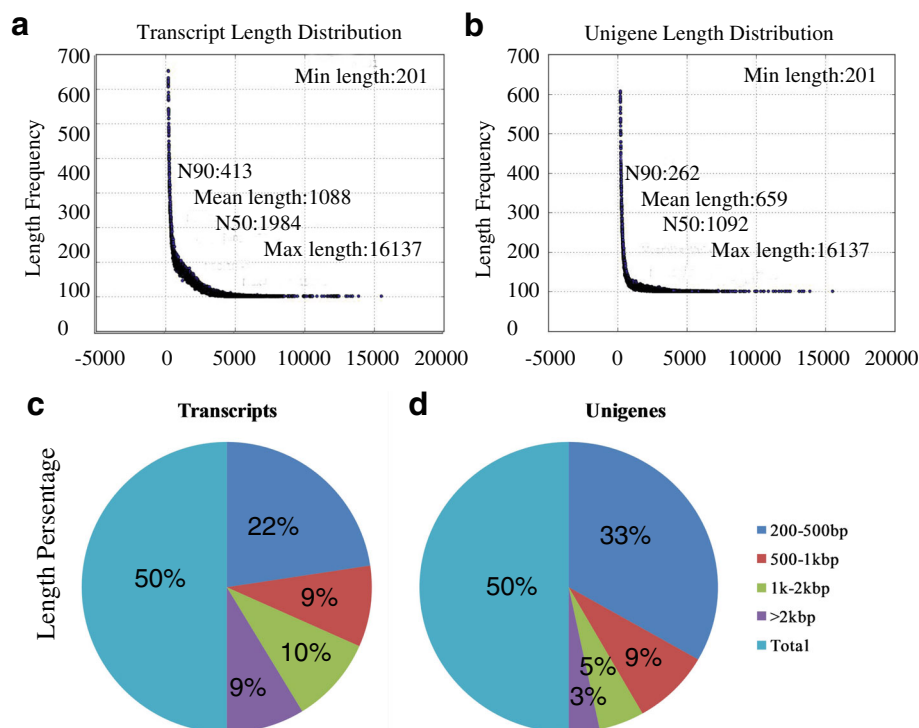 a
Transcript Length Distribution
Length Frequency
700
600
500
400
300
200
100
0
Min length:201
N90:413
Mean length:1088
N50:1984
Max length:16137
-5000 0 5000 10000 15000 20000
b
Unigene Length Distribution
Length Frequency
700
600
500
400
300
200
100
0
Min length:201
N90:262
Mean length:659
N50:1092
Max length:16137
-5000 0 5000 10000 15000 20000
c
Transcripts
Length Persentage
50%
22%
9%
10%
9%
d
Unigenes
50%
33%
9%
5%
3%
200-500bp
500-1kbp
1k-2kbp
>2kbp
Total